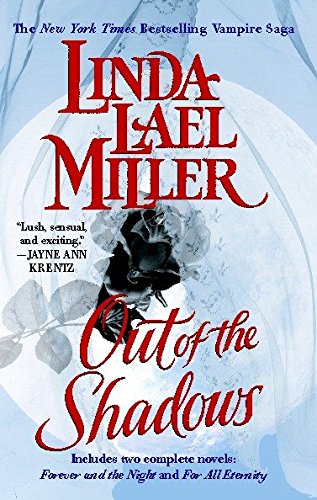 The New York Times Bestselling Vampire Saga
LINDA
LAEL
MILLER
"Lush, sensual,
and exciting."
—JAYNE ANN
KRENTZ
Out of the
Shadows
Includes two complete novels:
Forever and the Night and For All Eternity